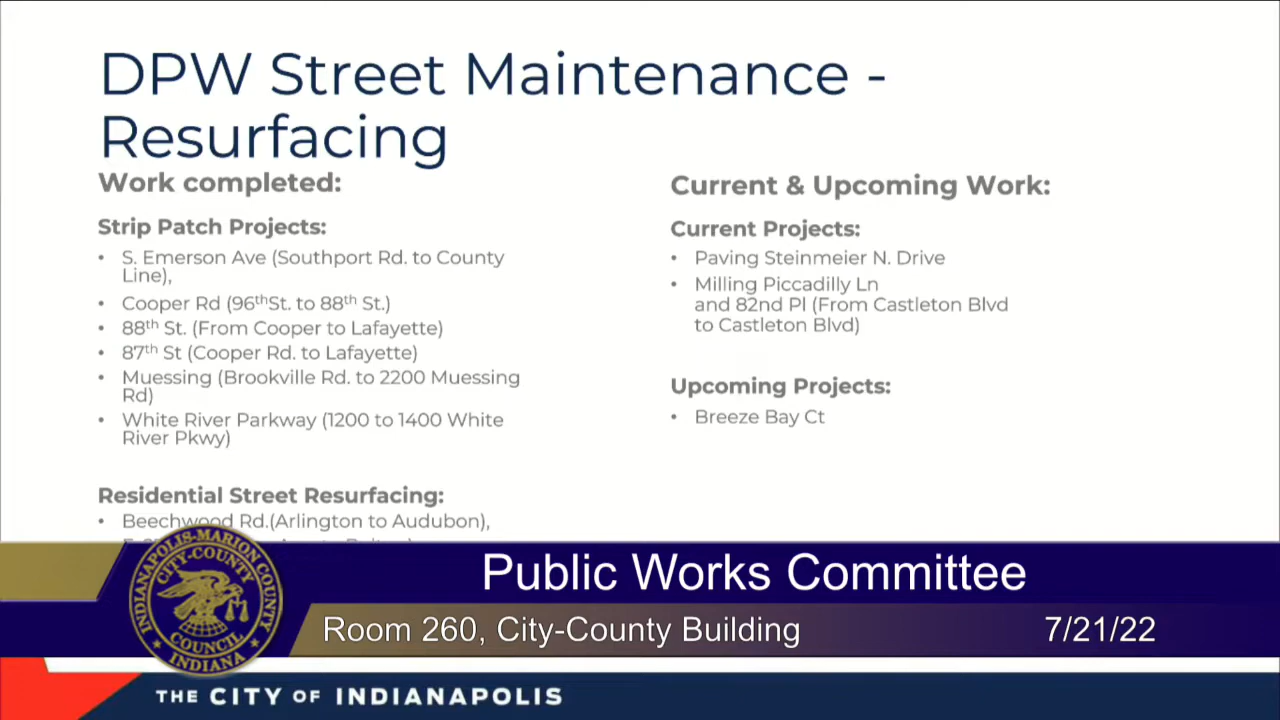 DPW Street Maintenance -
Resurfacing
Work completed:
Strip Patch Projects:
• S. Emerson Ave (Southport Rd. to County
Line),
• Cooper Rd (96thSt. to 88th St.)
• 88th St. (From Cooper to Lafayette)
• 87th St (Cooper Rd. to Lafayette)
• Muessing (Brookville Rd. to 2200 Muessing
Rd)
• White River Parkway (1200 to 1400 White
River Pkwy)
Residential Street Resurfacing:
• Beechwood Rd.(Arlington to Audubon),
Current & Upcoming Work:
Current Projects:
• Paving Steinmeier N. Drive
• Milling Piccadilly Ln
and 82nd Pl (From Castleton Blvd
to Castleton Blvd)
Upcoming Projects:
• Breeze Bay Ct
Public Works Committee
Room 260, City-County Building
7/21/22
INDIANAPOLIS-MARION COUNTY
CITY-COUNTY
COUNCIL
INDIANA
THE CITY OF INDIANAPOLIS